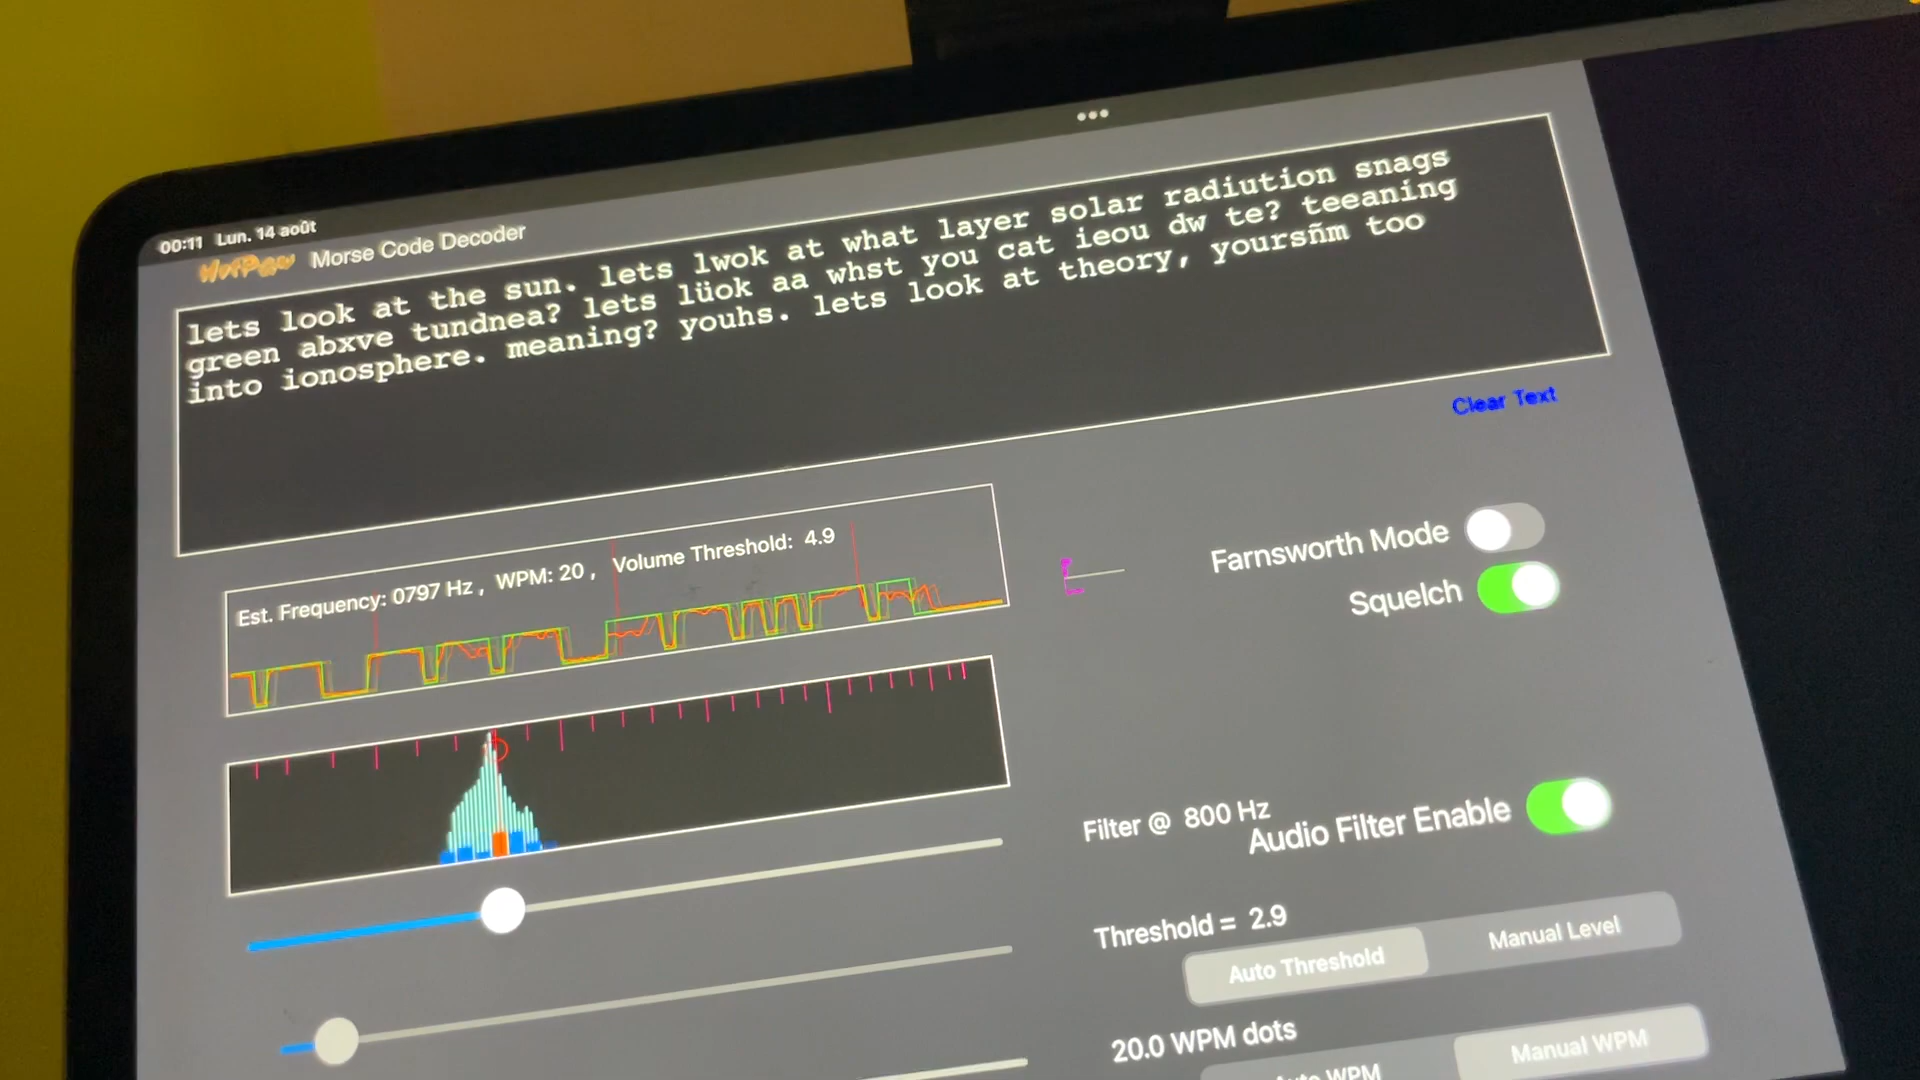 00:11 Lun. 14 août
HotPaw Morse Code Decoder
lets look at the sun. lets lwok at what layer solar radiution snags
green abxve tundnea? lets lüok aa whst you cat ieou dw te? teeaning
into ionosphere. meaning? youhs. lets look at theory, yoursñm too
Clear Text
Est. Frequency: 0797 Hz , WPM: 20 , Volume Threshold: 4.9
Farnsworth Mode
Squelch
Filter @ 800 Hz
Audio Filter Enable
Threshold = 2.9
Auto Threshold Manual Level
20.0 WPM dots
Auto WPM Manual WPM